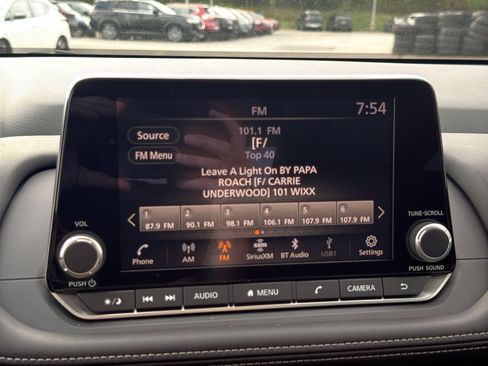 FM
7:54
Source
101.1 FM
[F/
FM Menu
Top 40
Leave A Light On BY PAPA
ROACH [F/ CARRIE
UNDERWOOD] 101 WIXX
1 2 3 4 5 6
87.9 FM 90.1 FM 98.1 FM 106.1 FM 107.9 FM 107.9 FM
VOL
TUNE-SCROLL
Phone AM FM SiriusXM BT Audio USB1 Settings
PUSH
PUSH SOUND
AUDIO MENU CAMERA